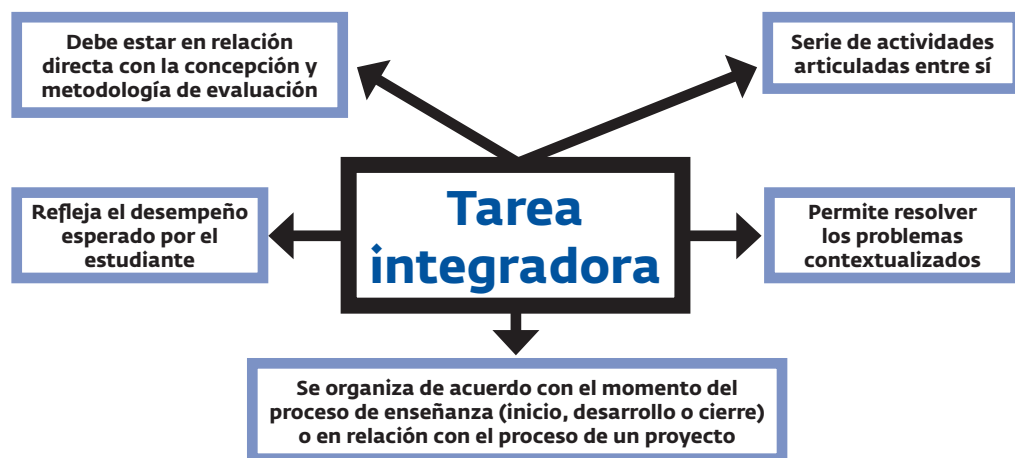 Debe estar en relación
directa con la concepción y
metodología de evaluación
Serie de actividades
articuladas entre sí
Tarea
integradora
Refleja el desempeño
esperado por el
estudiante
Permite resolver
los problemas
contextualizados
Se organiza de acuerdo con el momento del
proceso de enseñanza (inicio, desarrollo o cierre)
o en relación con el proceso de un proyecto